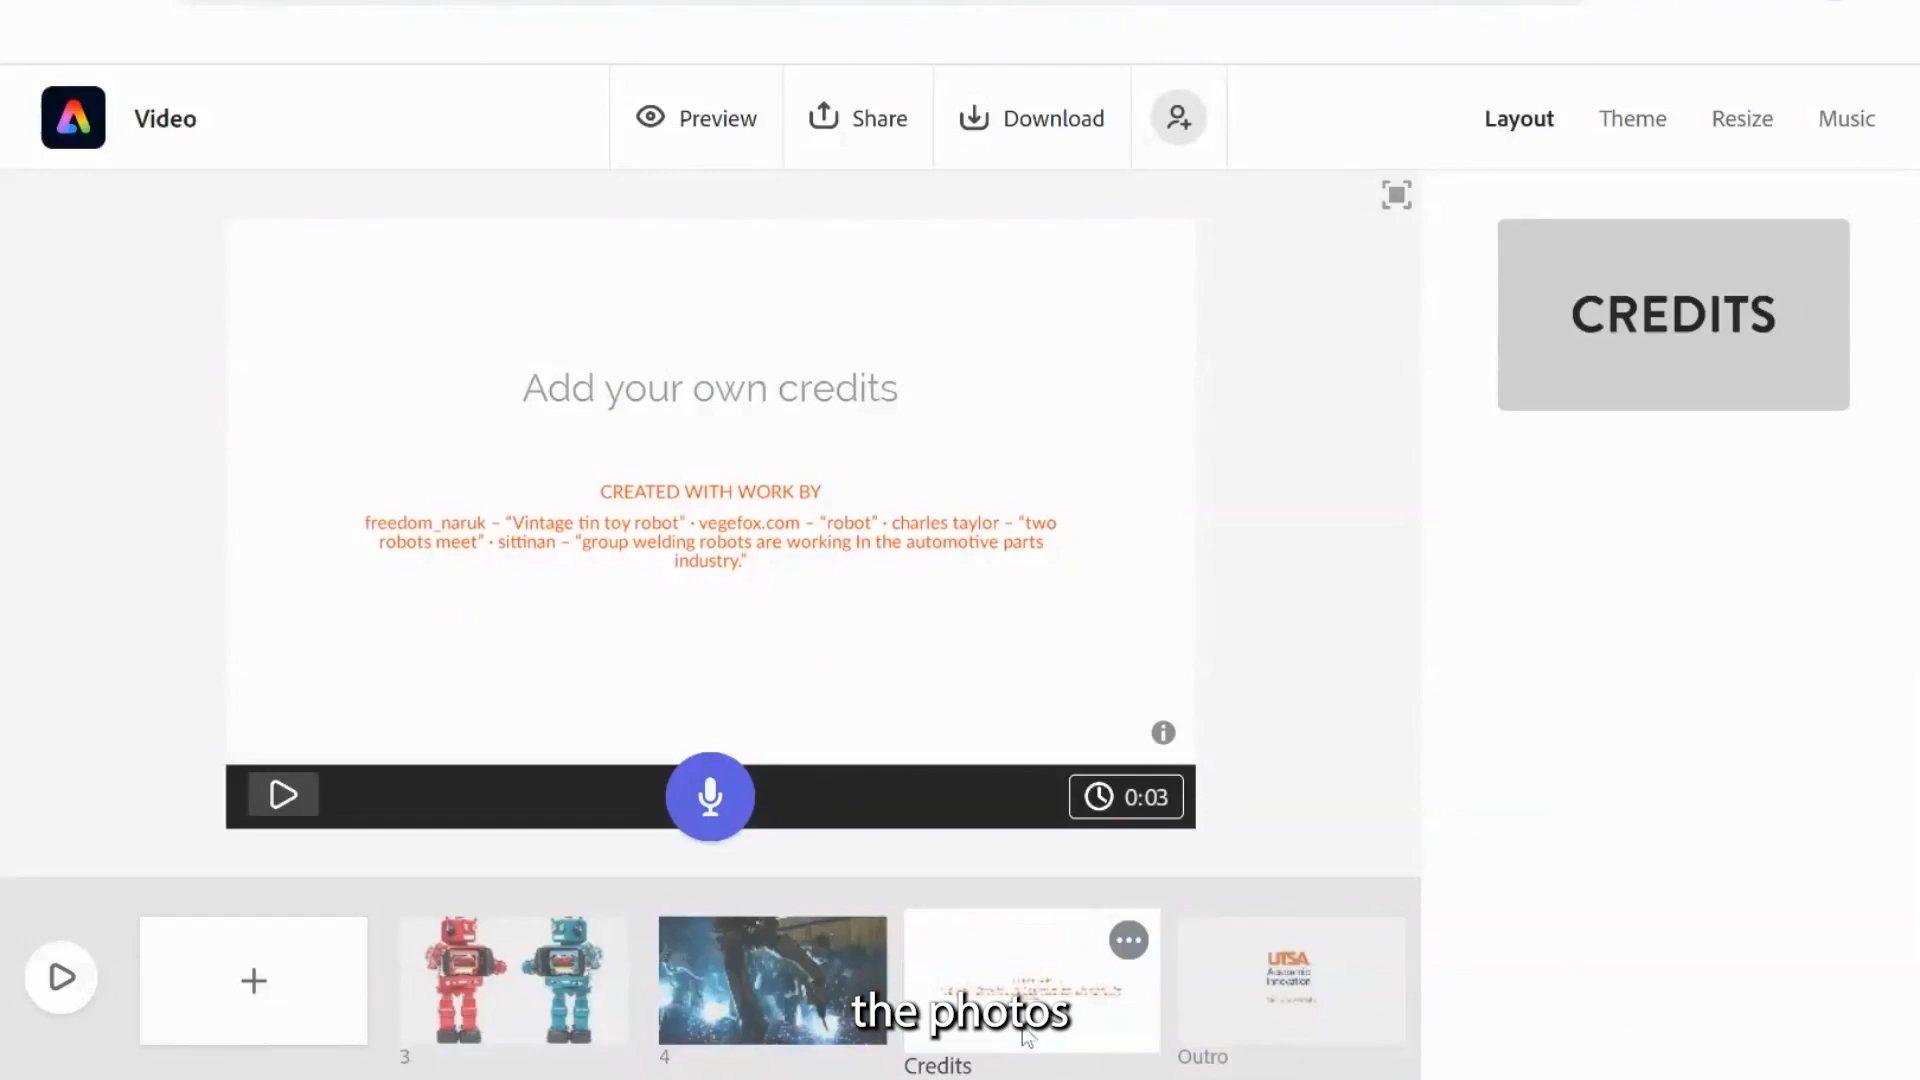 Video
Preview
Share
Download
Layout
Theme
Resize
Music
CREDITS
Add your own credits
CREATED WITH WORK BY
freedom_naruk – “Vintage tin toy robot” · vegefox.com – “robot” · charles taylor – “two
robots meet” · sittinan – “group welding robots are working In the automotive parts
industry.”
0:03
UTSA
Academic
Innovation
the photos
3
4
Credits
Outro